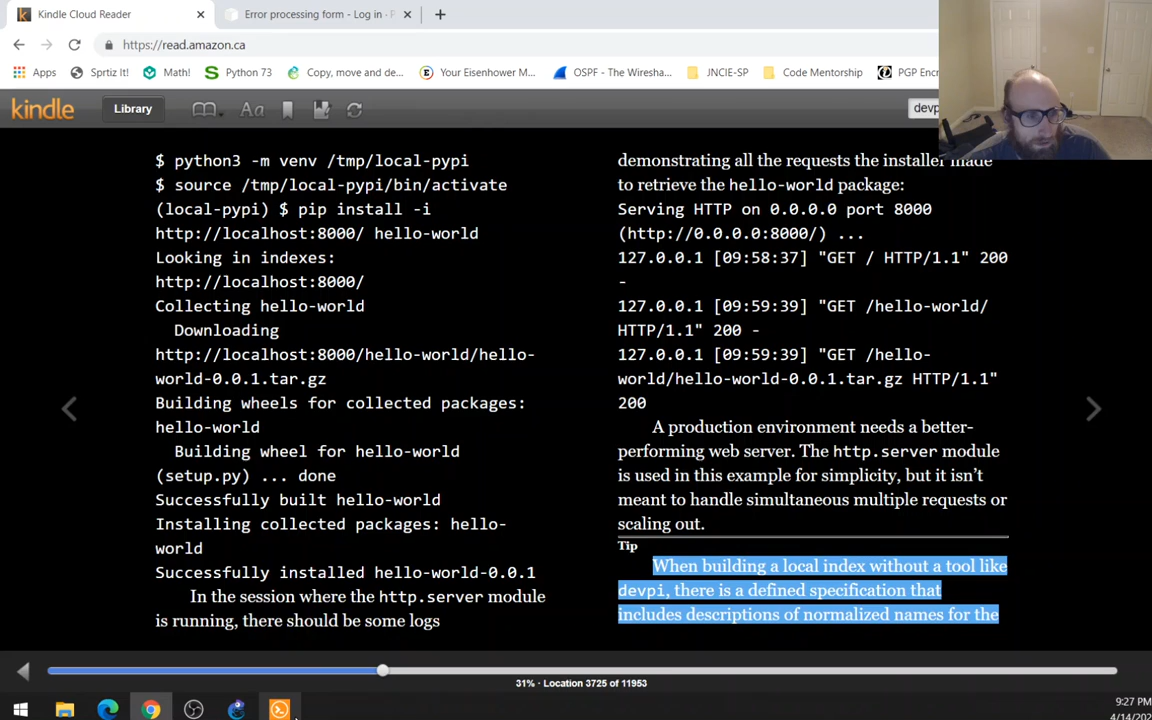 Kindle Cloud Reader
Error processing form - Log in ·
https://read.amazon.ca
Apps
Sprtiz It!
Math!
Python 73
Copy, move and de...
Your Eisenhower M...
OSPF - The Wiresha...
JNCIE-SP
Code Mentorship
PGP Encr
kindle
Library
Aa
devp
$ python3 -m venv /tmp/local-pypi
$ source /tmp/local-pypi/bin/activate
(local-pypi) $ pip install -i
http://localhost:8000/ hello-world
Looking in indexes:
http://localhost:8000/
Collecting hello-world
Downloading
http://localhost:8000/hello-world/hello-
world-0.0.1.tar.gz
Building wheels for collected packages:
hello-world
Building wheel for hello-world
(setup.py) ... done
Successfully built hello-world
Installing collected packages: hello-
world
Successfully installed hello-world-0.0.1
In the session where the http.server module
is running, there should be some logs
demonstrating all the requests the installer made
to retrieve the hello-world package:
Serving HTTP on 0.0.0.0 port 8000
(http://0.0.0.0:8000/) ...
127.0.0.1 [09:58:37] "GET / HTTP/1.1" 200
-
127.0.0.1 [09:59:39] "GET /hello-world/
HTTP/1.1" 200 -
127.0.0.1 [09:59:39] "GET /hello-
world/hello-world-0.0.1.tar.gz HTTP/1.1"
200
A production environment needs a better-
performing web server. The http.server module
is used in this example for simplicity, but it isn't
meant to handle simultaneous multiple requests or
scaling out.
Tip
When building a local index without a tool like
devpi, there is a defined specification that
includes descriptions of normalized names for the
31% · Location 3725 of 11953
9:27 PM